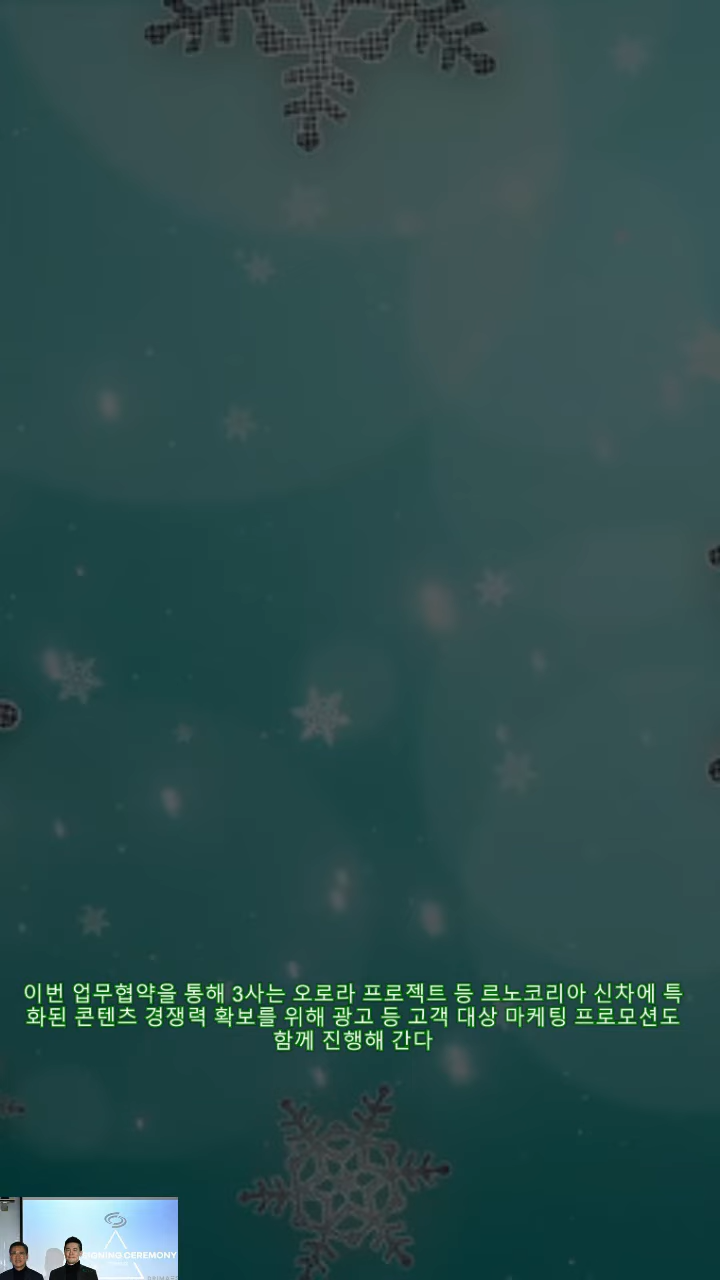 이번 업무협약을 통해 3사는 오로라 프로젝트 등 르노코리아 신차에 특
화된 콘텐츠 경쟁력 확보를 위해 광고 등 고객 대상 마케팅 프로모션도
함께 진행해 간다
SIGNING CEREMONY